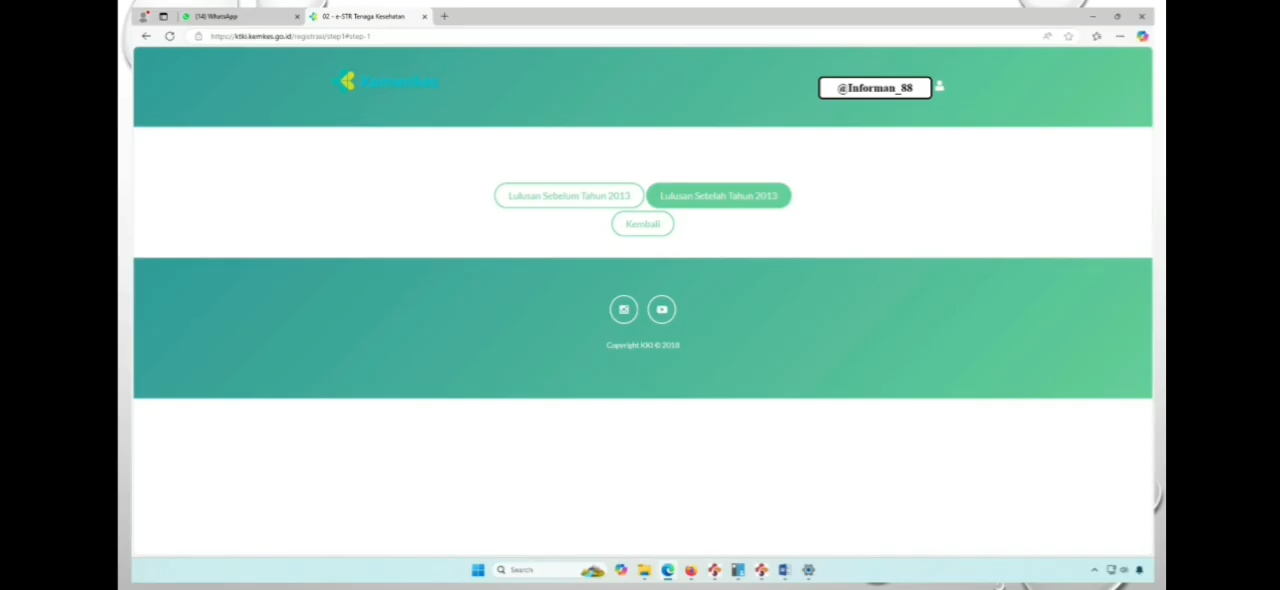 (14) WhatsApp
02 - e-STR Tenaga Kesehatan
https://ktki.kemkes.go.id/registrasi/step1#step-1
Kemenkes
@Informan_88
Lulusan Sebelum Tahun 2013
Lulusan Setelah Tahun 2013
Kembali
Copyright KKI © 2018
Search